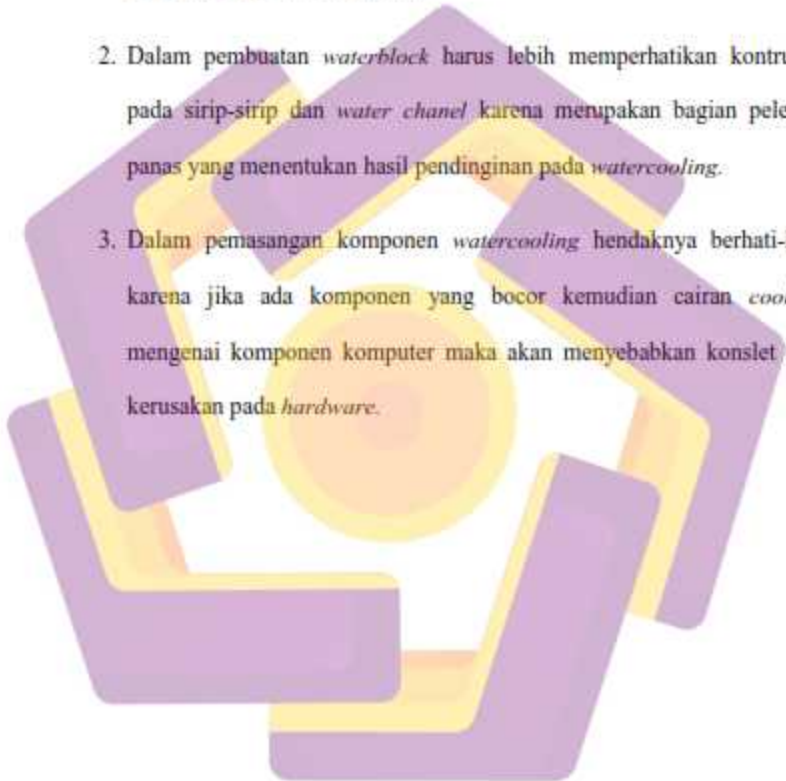 2. Dalam pembuatan waterblock harus lebih memperhatikan kontru
pada sirip-sirip dan water chanel karena merupakan bagian pele
panas yang menentukan hasil pendinginan pada watercooling.
3. Dalam pemasangan komponen watercooling hendaknya berhati-
karena jika ada komponen yang bocor kemudian cairan coo
mengenai komponen komputer maka akan menyebabkan konslet
kerusakan pada hardware.